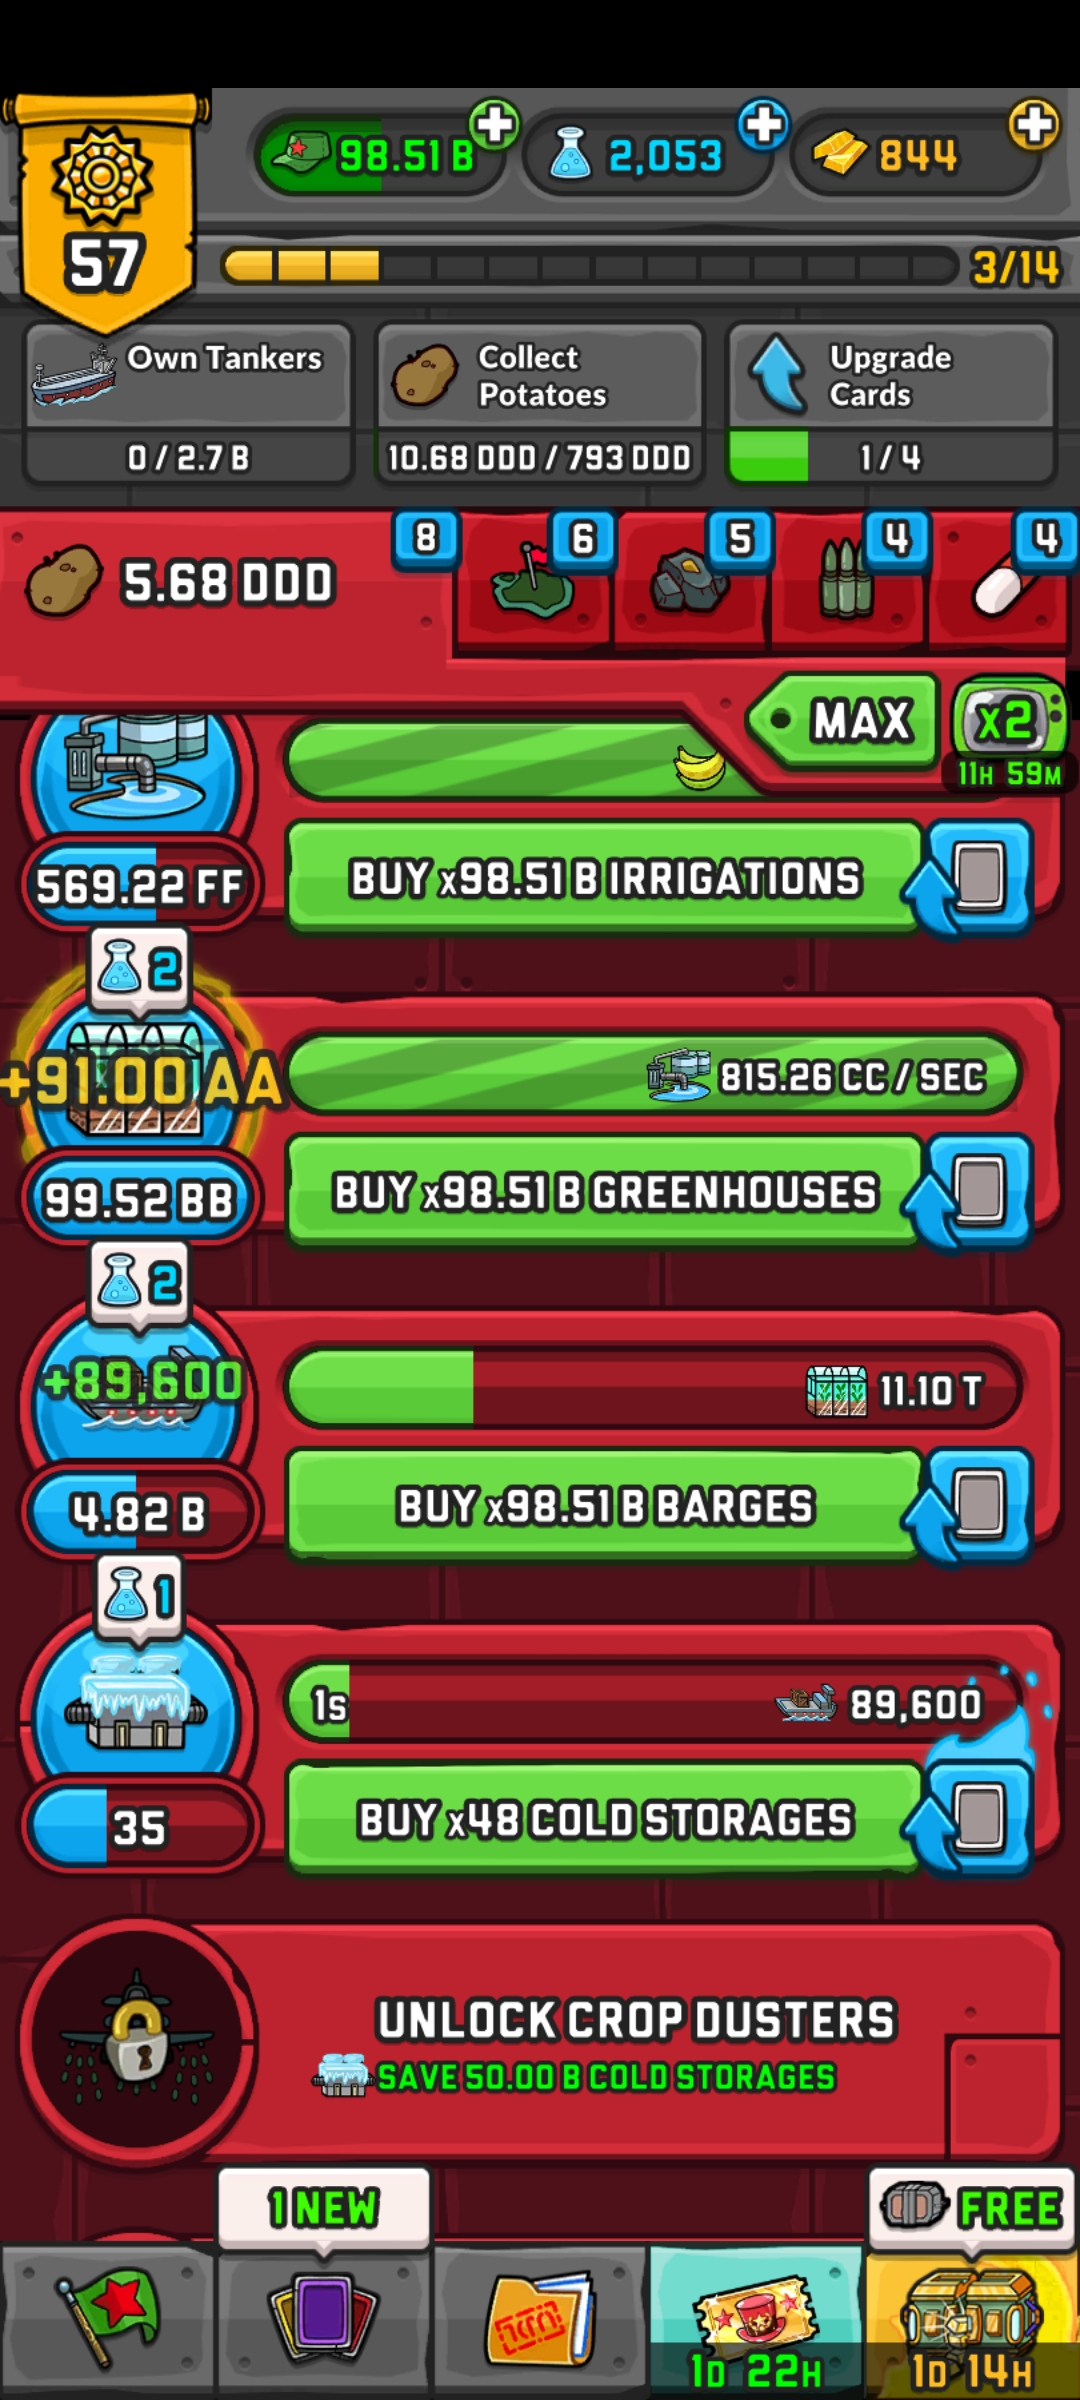 98.51 B
2,053
844
57
3/14
Own Tankers
0 / 2.7 B
Collect
Potatoes
10.68 DDD / 793 DDD
Upgrade
Cards
1 / 4
5.68 DDD
8
6
5
4
4
MAX
x2
11H 59M
569.22 FF
BUY x98.51 B IRRIGATIONS
2
+91.00 AA
815.26 CC / SEC
99.52 BB
BUY x98.51 B GREENHOUSES
2
+89,600
11.10 T
4.82 B
BUY x98.51 B BARGES
1
1s
89,600
35
BUY x48 COLD STORAGES
UNLOCK CROP DUSTERS
SAVE 50.00 B COLD STORAGES
1 NEW
FREE
1D 22H
1D 14H